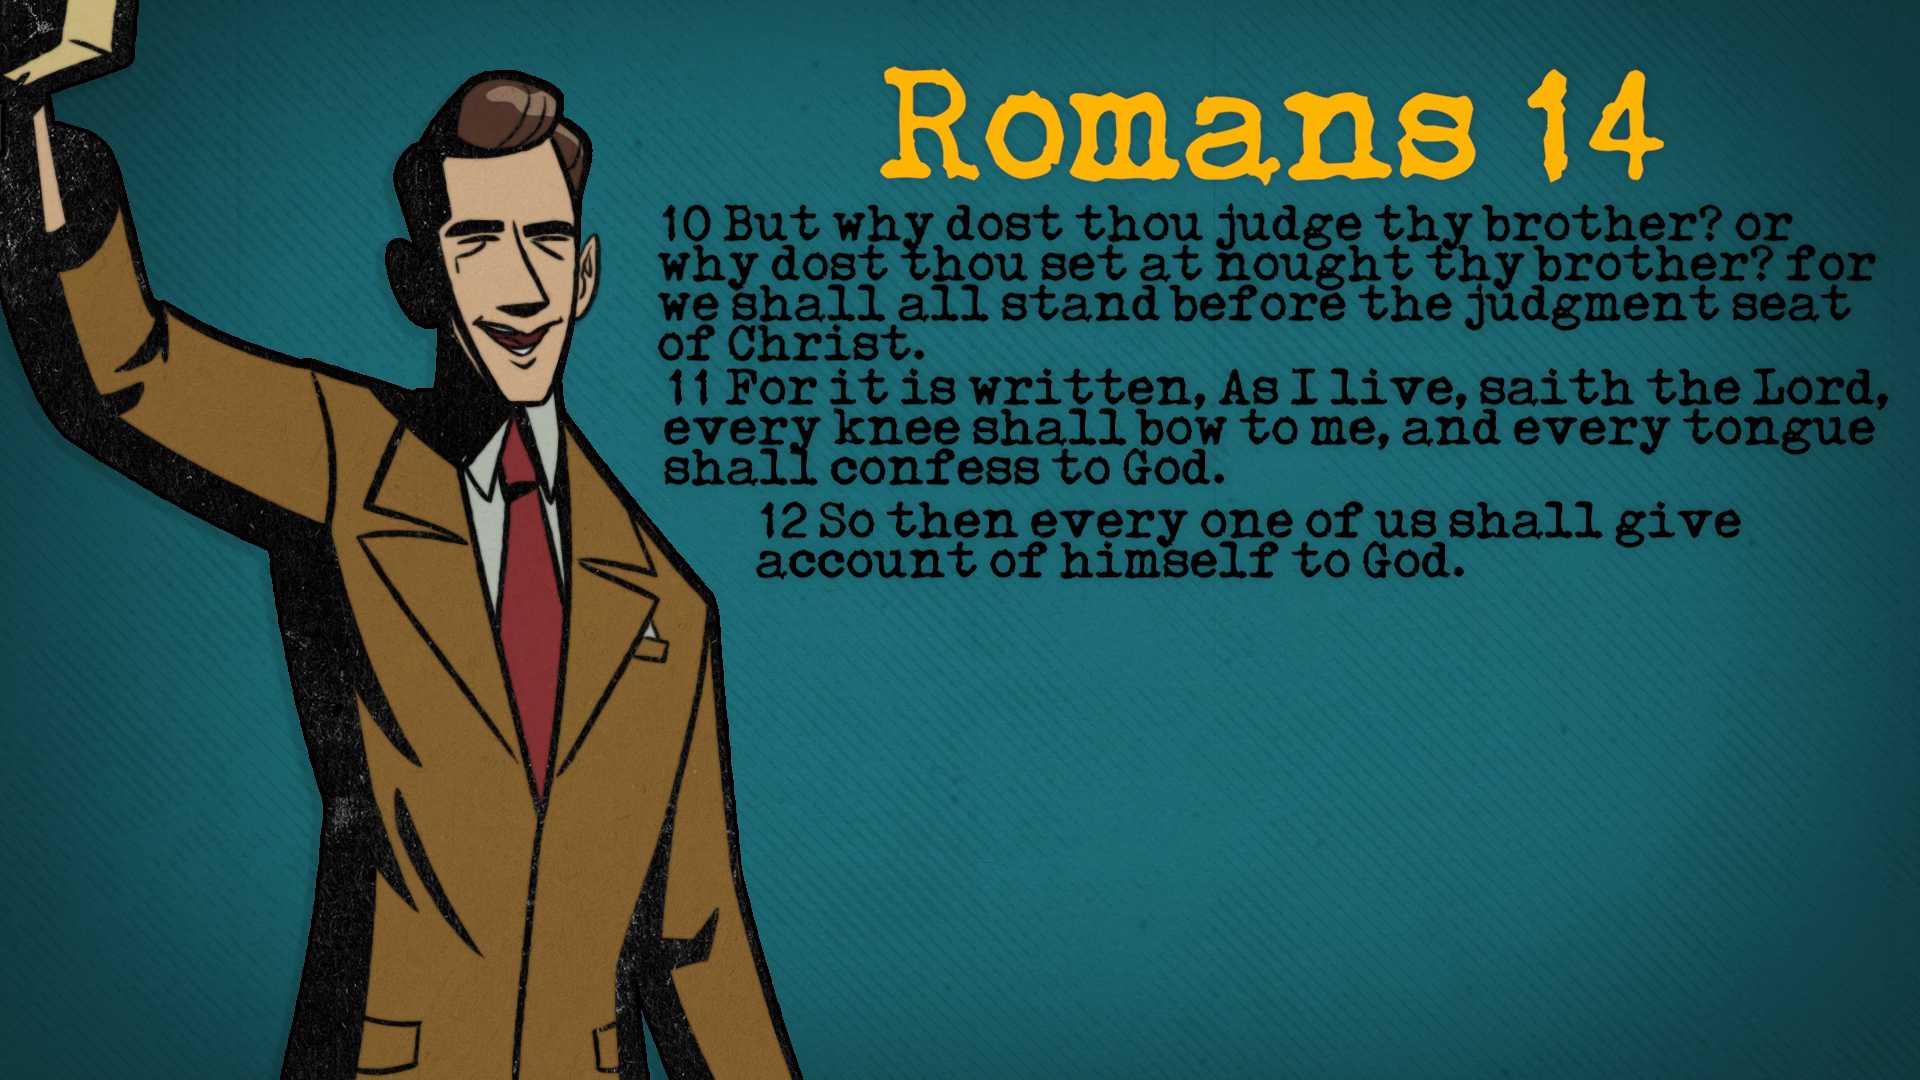 Romans 14
10 But why dost thou judge thy brother? or
why dost thou set at nought thy brother? for
we shall all stand before the judgment seat
of Christ.
11 For it is written, As I live, saith the Lord,
every knee shall bow to me, and every tongue
shall confess to God.
12 So then every one of us shall give
account of himself to God.